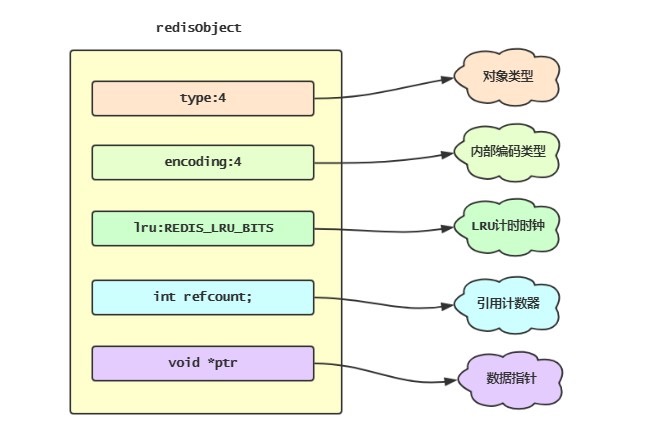 redisObject
type:4
对象类型
encoding:4
内部编码类型
lru:REDIS_LRU_BITS
LRU计时时钟
int refcount;
引用计数器
void *ptr
数据指针